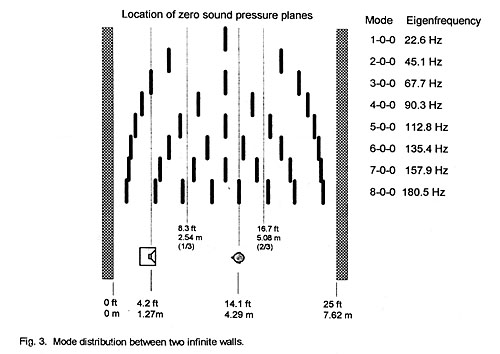 Location of zero sound pressure planes
Mode Eigenfrequency
1-0-0 22.6 Hz
2-0-0 45.1 Hz
3-0-0 67.7 Hz
4-0-0 90.3 Hz
5-0-0 112.8 Hz
6-0-0 135.4 Hz
7-0-0 157.9 Hz
8-0-0 180.5 Hz
8.3 ft 16.7 ft
2.54 m 5.08 m
(1/3) (2/3)
0 ft 4.2 ft 14.1 ft 25 ft
0 m 1.27m 4.29 m 7.62 m
Fig. 3. Mode distribution between two infinite walls.